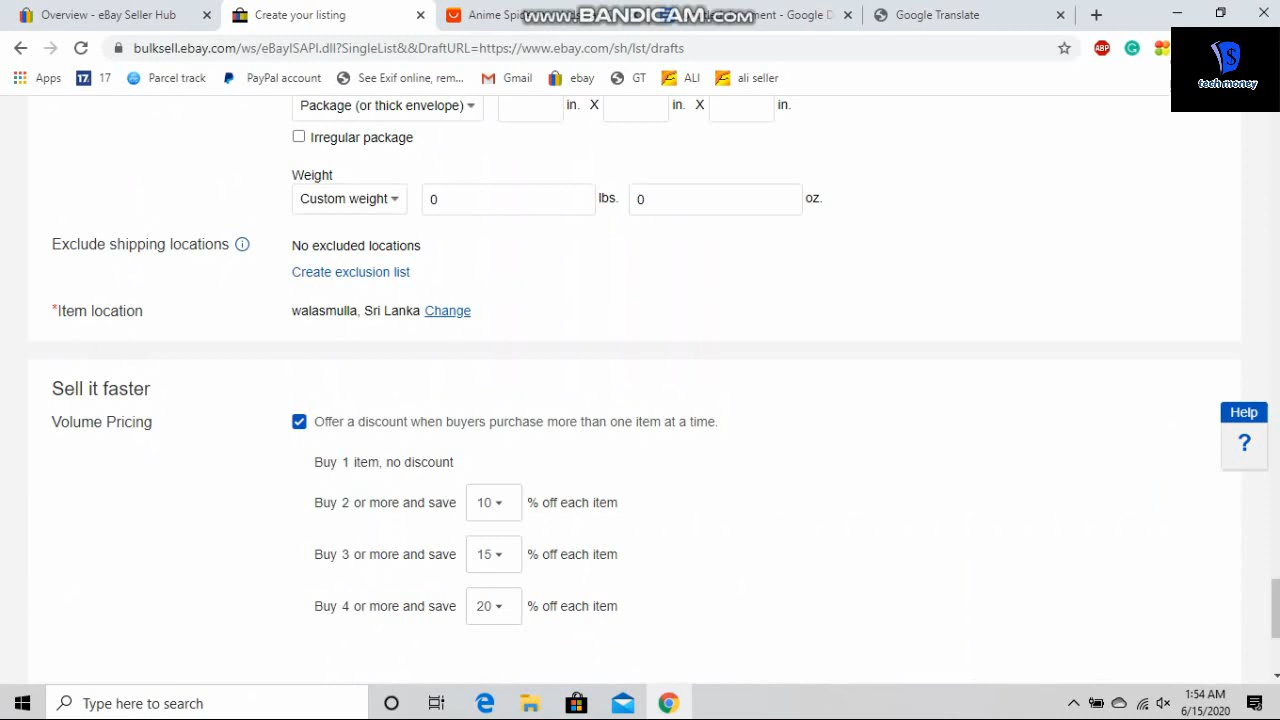 Overview - eBay Seller Hub
Create your listing
Anime Spi
www.BANDICAM.com
ment - Google D
Google Translate
bulksell.ebay.com/ws/eBayISAPI.dll?SingleList&&DraftURL=https://www.ebay.com/sh/lst/drafts
ABP
Apps
17
17
Parcel track
PayPal account
See Exif online, rem...
Gmail
ebay
GT
ALI
ali seller
$
tech money
Package (or thick envelope)
in. X
in. X
in.
Irregular package
Weight
Custom weight
0
lbs.
0
oz.
Exclude shipping locations
No excluded locations
Create exclusion list
*Item location
walasmulla, Sri Lanka Change
Sell it faster
Volume Pricing
Offer a discount when buyers purchase more than one item at a time.
Help
?
Buy 1 item, no discount
Buy 2 or more and save 10 % off each item
Buy 3 or more and save 15 % off each item
Buy 4 or more and save 20 % off each item
Type here to search
1:54 AM
6/15/2020